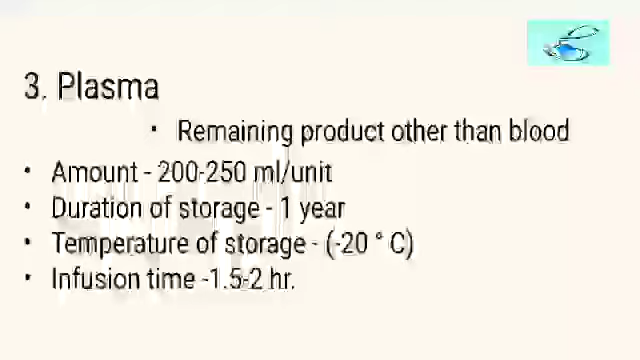 3. Plasma
• Remaining product other than blood
• Amount - 200-250 ml/unit
• Duration of storage - 1 year
• Temperature of storage - (-20 ° C)
• Infusion time -1.5-2 hr.